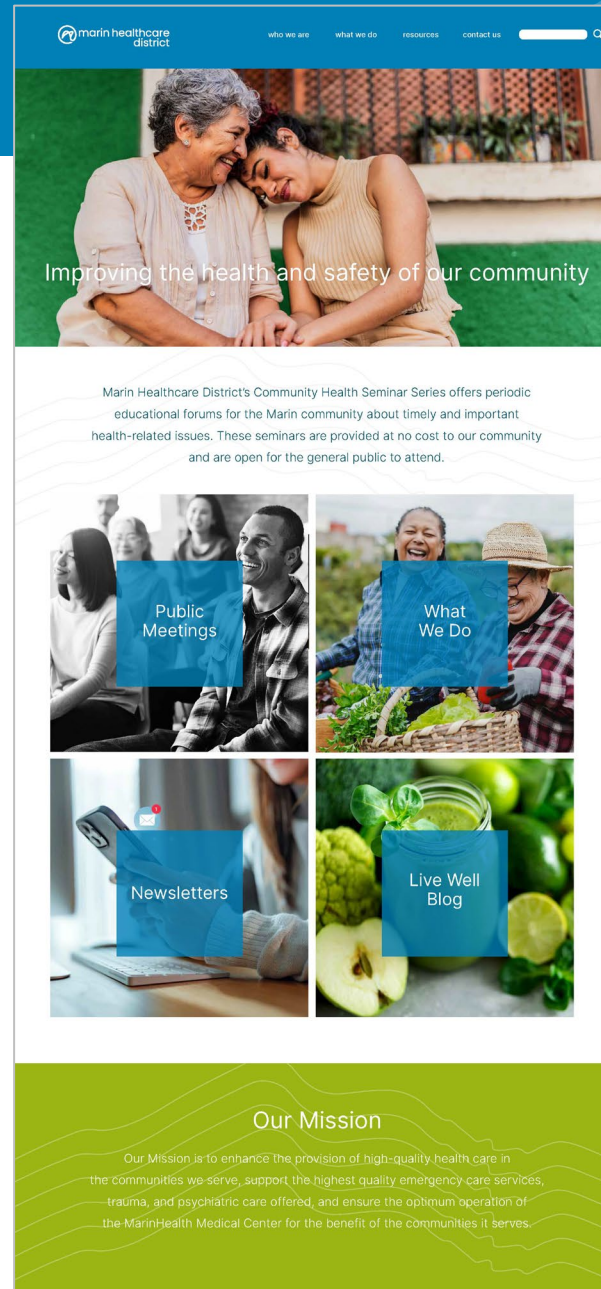 marin healthcare
district
who we are
what we do
resources
contact us
Improving the health and safety of our community
Marin Healthcare District's Community Health Seminar Series offers periodic
educational forums for the Marin community about timely and important
health-related issues. These seminars are provided at no cost to our community
and are open for the general public to attend.
Public
Meetings
What
We Do
1
Newsletters
Live Well
Blog
Our Mission
Our Mission is to enhance the provision of high-quality health care in
the communities we serve, support the highest quality emergency care services,
trauma, and psychiatric care offered, and ensure the optimum operation of
the MarinHealth Medical Center for the benefit of the communities it serves.